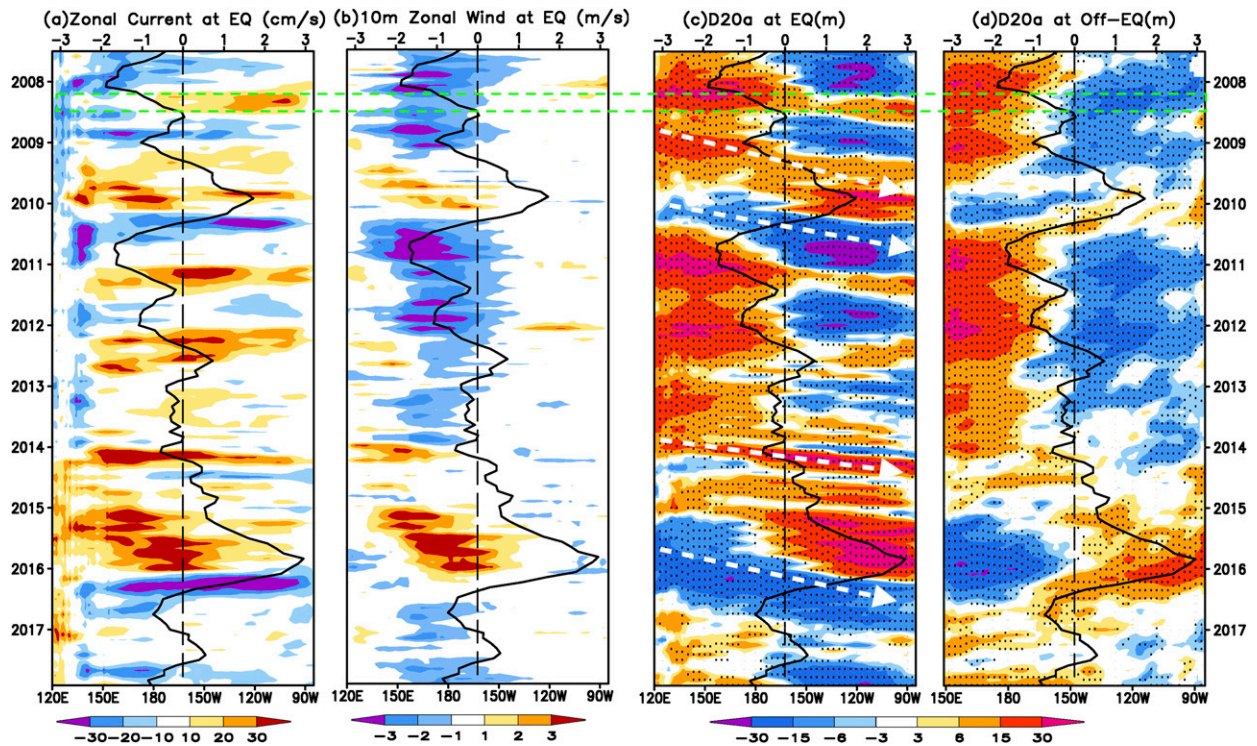 (a)Zonal Current at EQ (cm/s)
(b)10m Zonal Wind at EQ (m/s)
(c)D20a at EQ(m)
(d)D20a at Off-EQ(m)
-3 -2 -1 0 1 2 3
-3 -2 -1 0 1 2 3
-3 -2 -1 0 1 2 3
-3 -2 -1 0 1 2 3
2008
2009
2010
2011
2012
2013
2014
2015
2016
2017
2008
2009
2010
2011
2012
2013
2014
2015
2016
2017
120E 150E 180 150W 120W 90W
120E 150E 180 150W 120W 90W
120E 150E 180 150W 120W 90W
120E 150E 180 150W 120W 90W
-30 -20 -10 10 20 30
-3 -2 -1 1 2 3
-30 -15 -6 -3 3 6 15 30